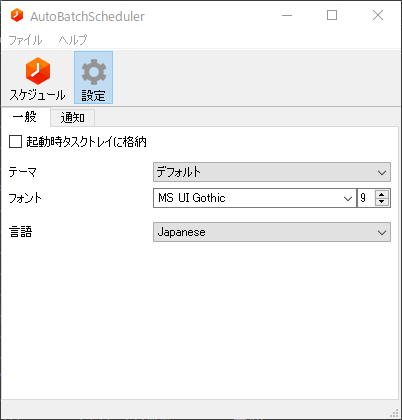 AutoBatchScheduler
ファイル ヘルプ
スケジュール 設定
一般 通知
起動時タスクトレイに格納
テーマ デフォルト
フォント MS UI Gothic 9
言語 Japanese